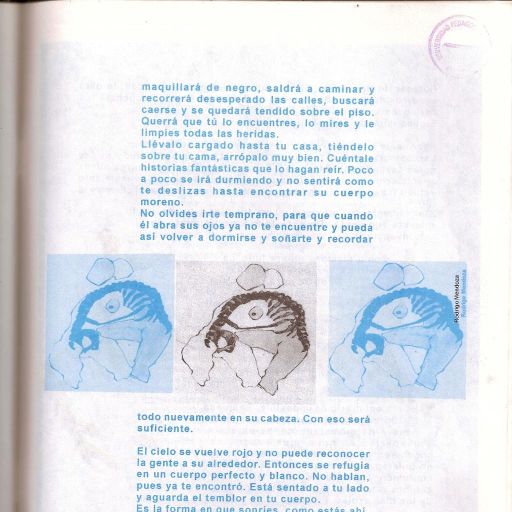 UNIVERSIDAD PEDAG
maquillará de negro, saldrá a caminar y
recorrerá desesperado las calles, buscará
caerse y se quedará tendido sobre el piso.
Querrá que tú lo encuentres, lo mires y le
limpies todas las heridas.
Llévalo cargado hasta tu casa, tiéndelo
sobre tu cama, arrópalo muy bien. Cuéntale
historias fantásticas que lo hagan reír. Poco
a poco se irá durmiendo y no sentirá como
te deslizas hasta encontrar su cuerpo
moreno.
No olvides irte temprano, para que cuando
él abra sus ojos ya no te encuentre y pueda
así volver a dormirse y soñarte y recordar
Rodrigo Mendoza
Rodrigo Mendoza
todo nuevamente en su cabeza. Con eso será
suficiente.
El cielo se vuelve rojo y no puede reconocer
la gente a su alrededor. Entonces se refugia
en un cuerpo perfecto y blanco. No hablan,
pues ya te encontró. Está sentado a tu lado
y aguarda el temblor en tu cuerpo.
Es la forma en que sonríes, como estás ahí,